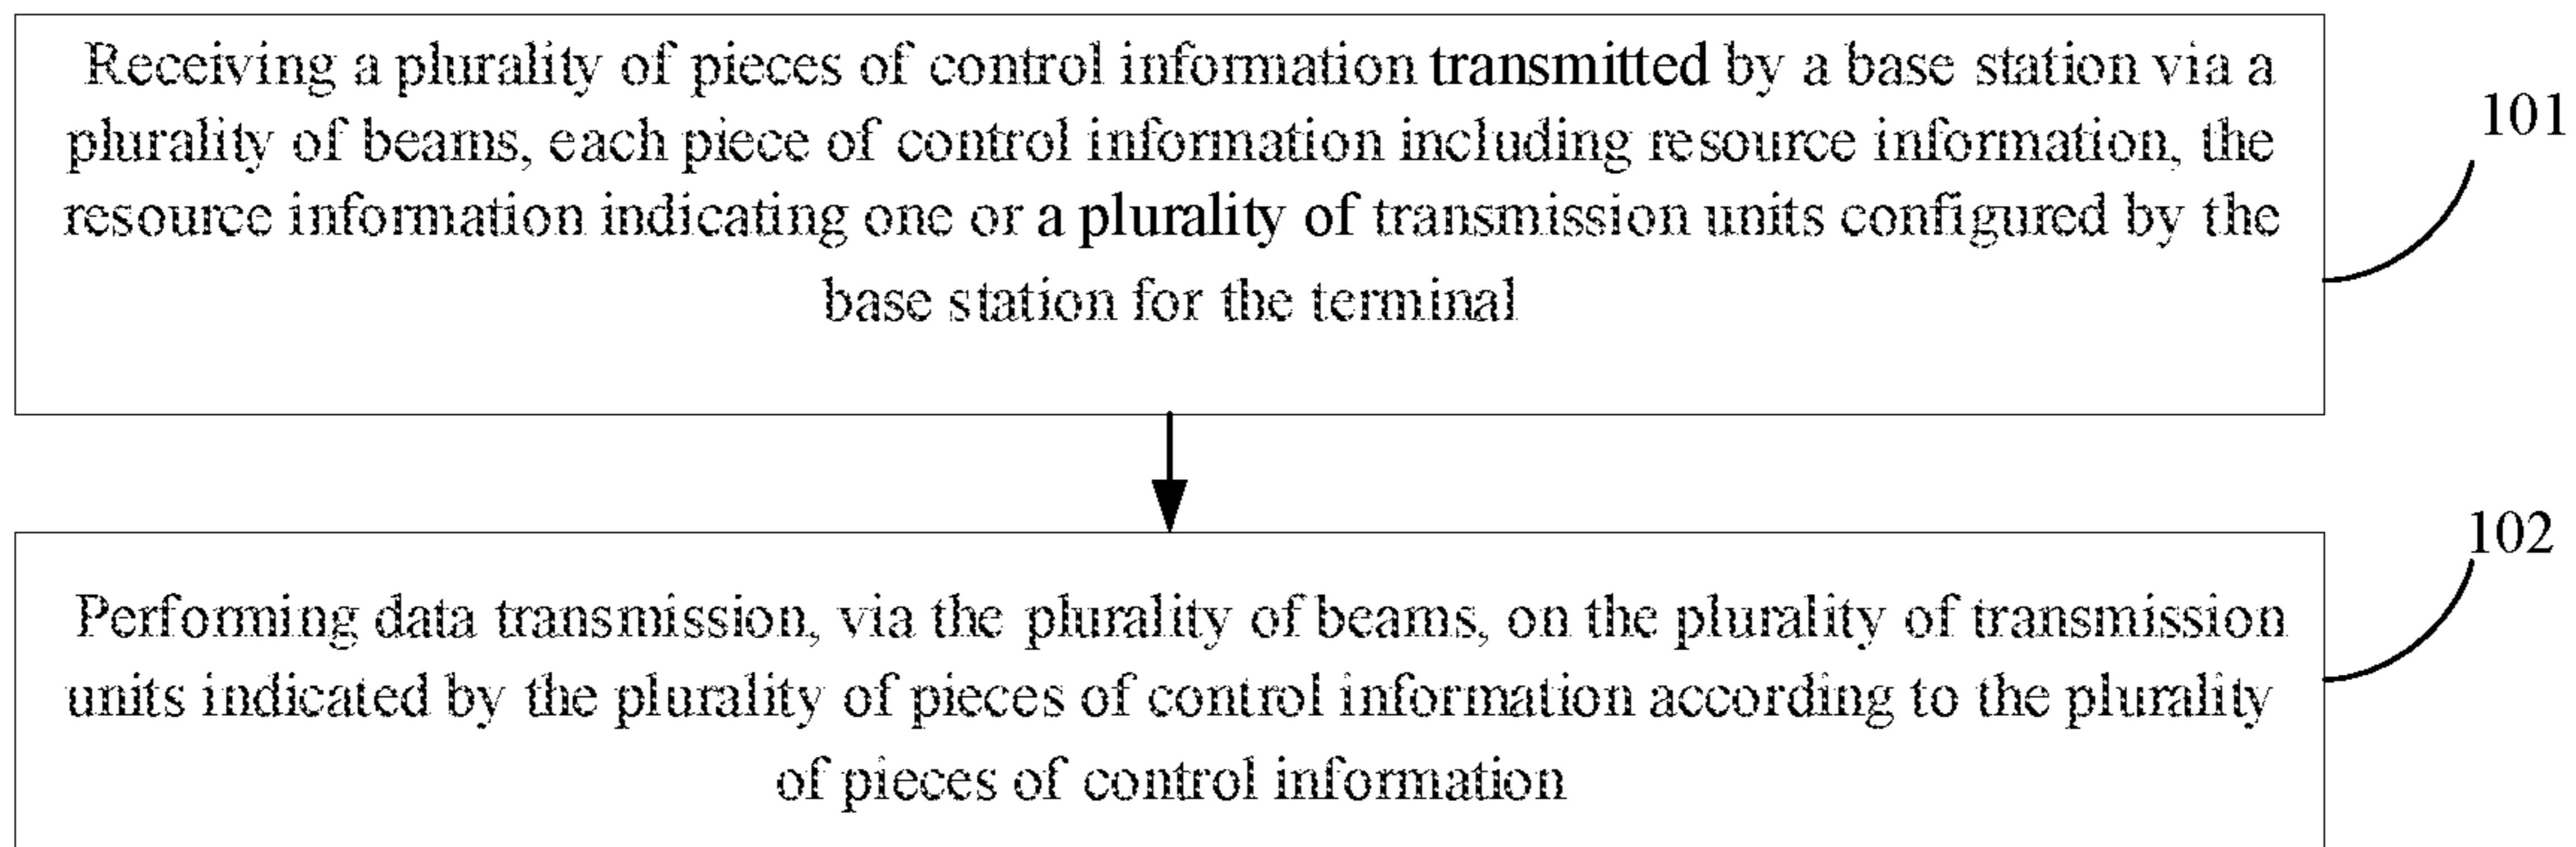 Receiving a plurality of pieces of control information transmitted by a base station via a
plurality of beams, each piece of control information including resource information, the
resource information indicating one or a plurality of transmission units configured by the
base station for the terminal
101
Performing data transmission, via the plurality of beams, on the plurality of transmission
units indicated by the plurality of pieces of control information according to the plurality
of pieces of control information
102